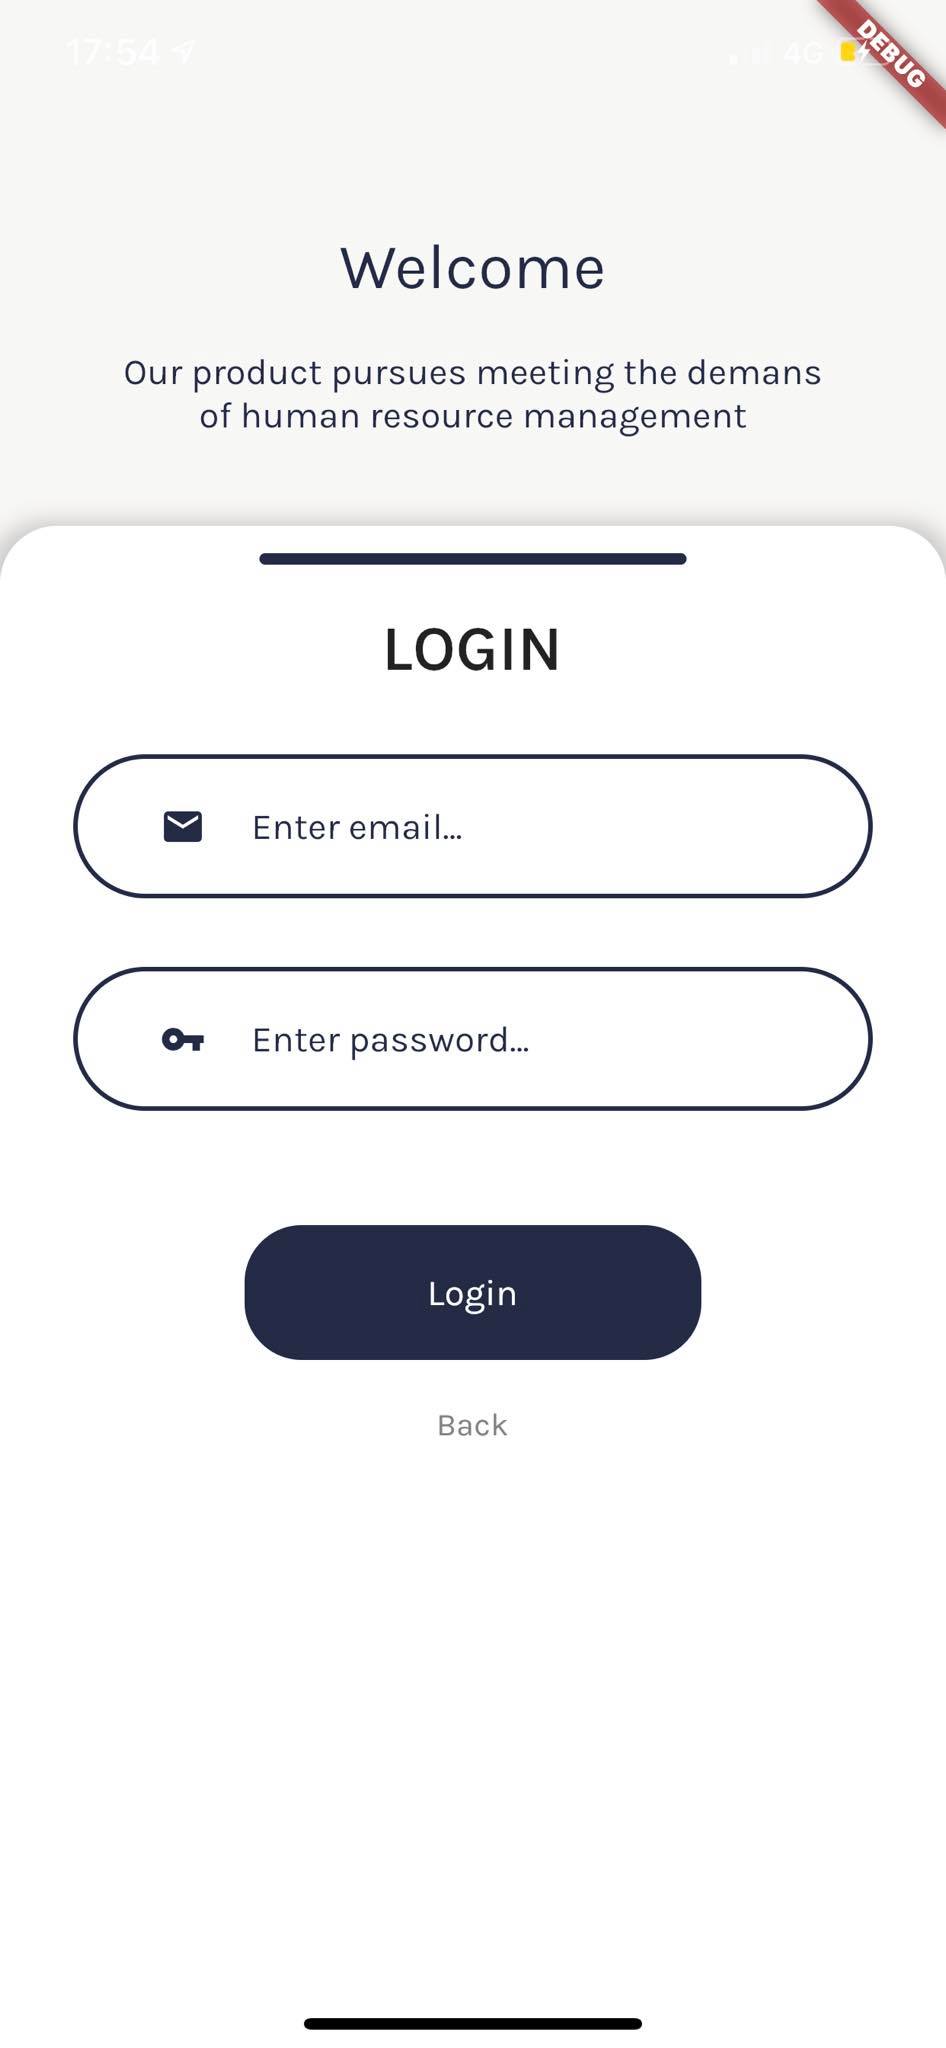 17:54
4G
DEBUG
Welcome
Our product pursues meeting the demans
of human resource management
LOGIN
Enter email...
Enter password...
Login
Back